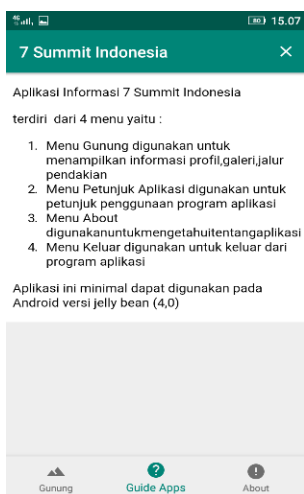 4G all 80 15.07
7 Summit Indonesia ×
Aplikasi Informasi 7 Summit Indonesia
terdiri dari 4 menu yaitu :
1. Menu Gunung digunakan untuk
menampilkan informasi profil,galeri,jalur
pendakian
2. Menu Petunjuk Aplikasi digunakan untuk
petunjuk penggunaan program aplikasi
3. Menu About
digunakanuntukmengetahuitentangaplikasi
4. Menu Keluar digunakan untuk keluar dari
program aplikasi
Aplikasi ini minimal dapat digunakan pada
Android versi jelly bean (4,0)
Gunung Guide Apps About